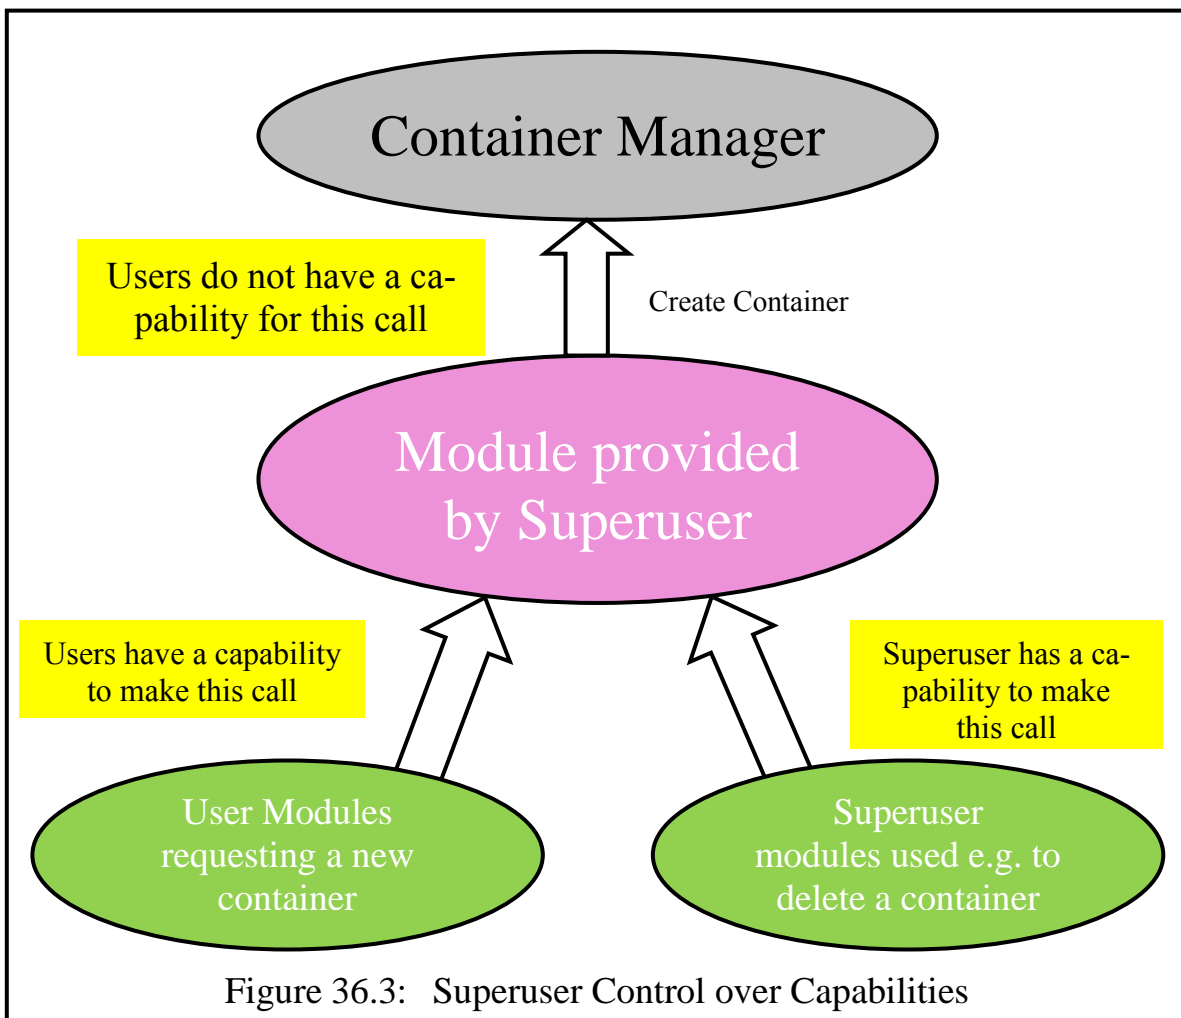 Container Manager
Users do not have a ca-
pability for this call
Create Container
Module provided
by Superuser
Users have a capability
to make this call
Superuser has a ca-
pability to make
this call
User Modules
requesting a new
container
Superuser
modules used e.g. to
delete a container
Figure 36.3: Superuser Control over Capabilities